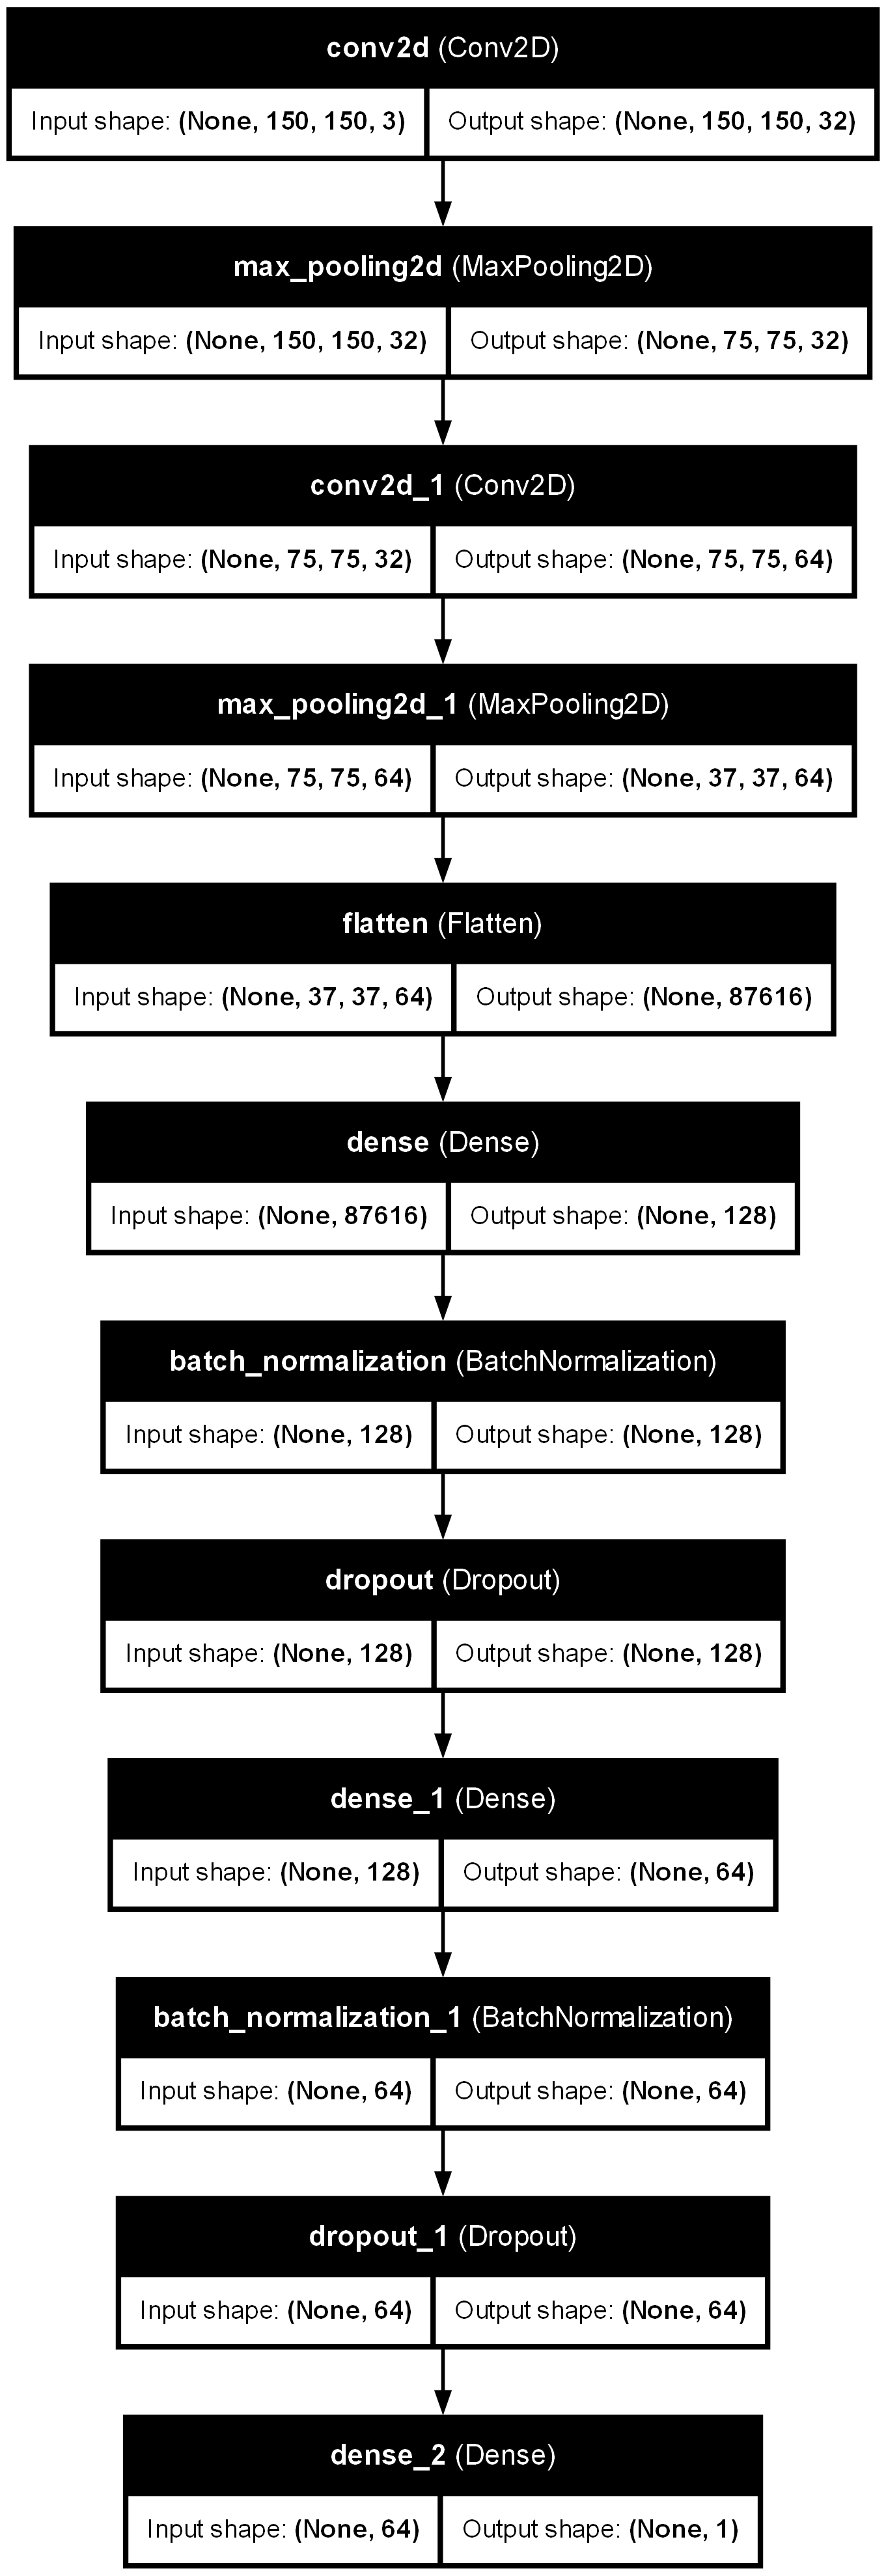 conv2d (Conv2D)
Input shape: (None, 150, 150, 3) Output shape: (None, 150, 150, 32)
max_pooling2d (MaxPooling2D)
Input shape: (None, 150, 150, 32) Output shape: (None, 75, 75, 32)
conv2d_1 (Conv2D)
Input shape: (None, 75, 75, 32) Output shape: (None, 75, 75, 64)
max_pooling2d_1 (MaxPooling2D)
Input shape: (None, 75, 75, 64) Output shape: (None, 37, 37, 64)
flatten (Flatten)
Input shape: (None, 37, 37, 64) Output shape: (None, 87616)
dense (Dense)
Input shape: (None, 87616) Output shape: (None, 128)
batch_normalization (BatchNormalization)
Input shape: (None, 128) Output shape: (None, 128)
dropout (Dropout)
Input shape: (None, 128) Output shape: (None, 128)
dense_1 (Dense)
Input shape: (None, 128) Output shape: (None, 64)
batch_normalization_1 (BatchNormalization)
Input shape: (None, 64) Output shape: (None, 64)
dropout_1 (Dropout)
Input shape: (None, 64) Output shape: (None, 64)
dense_2 (Dense)
Input shape: (None, 64) Output shape: (None, 1)